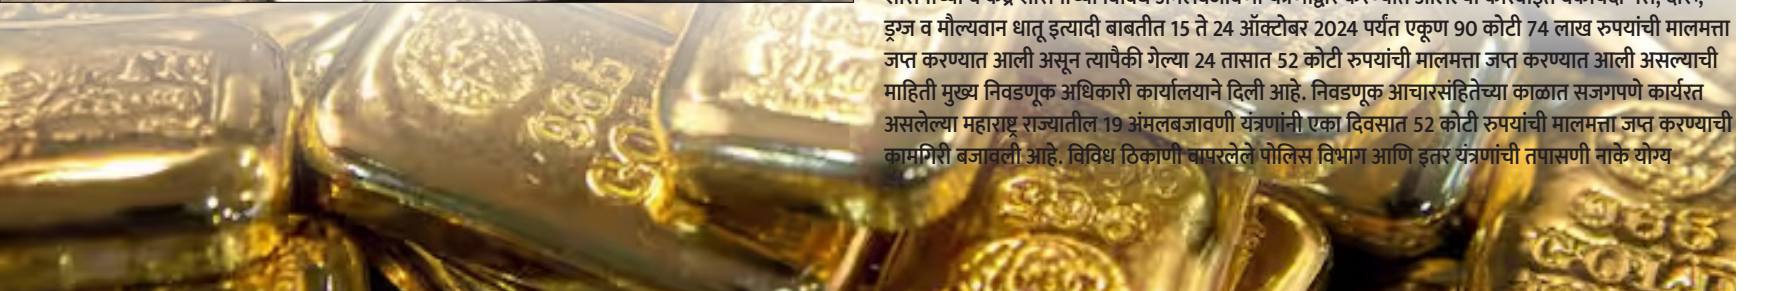 ड्रग्ज व मौल्यवान धातू इत्यादी बाबतीत 15 ते 24 ऑक्टोबर 2024 पर्यंत एकूण 90 कोटी 74 लाख रुपयांची मालमत्ता
जप्त करण्यात आली असून त्यापैकी गेल्या 24 तासात 52 कोटी रुपयांची मालमत्ता जप्त करण्यात आली असल्याची
माहिती मुख्य निवडणूक अधिकारी कार्यालयाने दिली आहे. निवडणूक आचारसंहितेच्या काळात सजगपणे कार्यरत
असलेल्या महाराष्ट्र राज्यातील 19 अंमलबजावणी यंत्रणांनी एका दिवसात 52 कोटी रुपयांची मालमत्ता जप्त करण्याची
कामगिरी बजावली आहे. विविध ठिकाणी वापरलेले पोलिस विभाग आणि इतर यंत्रणांची तपासणी नाके योग्य
986
986
GOLD